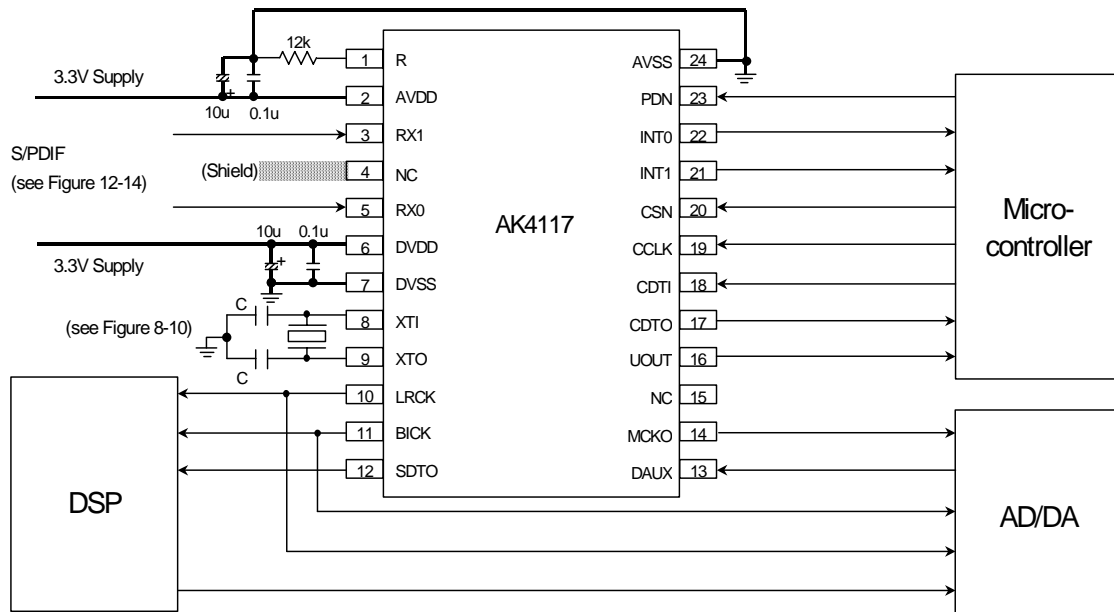 12k
1
R
AVSS
24
3.3V Supply
10u
+
0.1u
2
AVDD
PDN
23
3
RX1
INT0
22
S/PDIF
(see Figure 12-14)
(Shield)
4
NC
INT1
21
5
RX0
CSN
20
AK4117
Micro-
controller
10u
+
0.1u
6
DVDD
CCLK
19
3.3V Supply
7
DVSS
CDTI
18
(see Figure 8-10)
C
8
XTI
CDTO
17
C
9
XTO
UOUT
16
10
LRCK
NC
15
11
BICK
MCKO
14
12
SDTO
DAUX
13
DSP
AD/DA